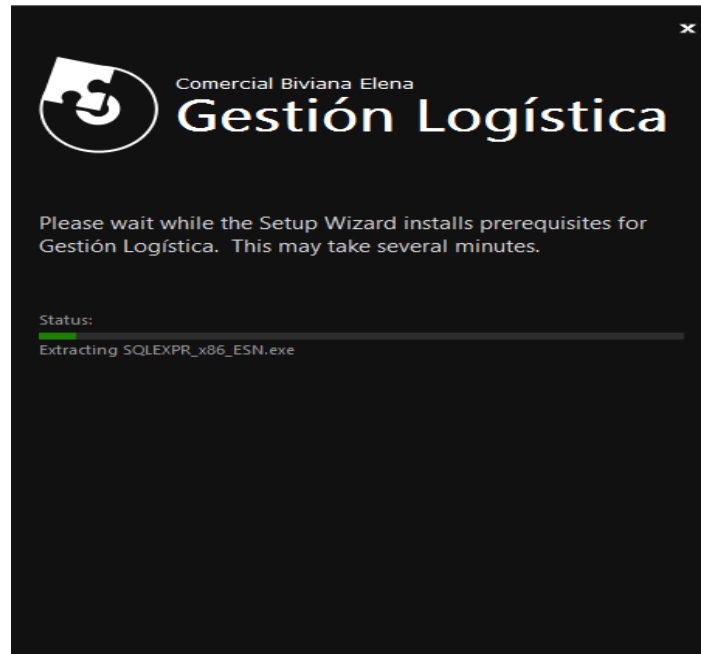 ×
Comercial Biviana Elena
Gestión Logística
Please wait while the Setup Wizard installs prerequisites for
Gestión Logística. This may take several minutes.
Status:
Extracting SQLEXPR_x86_ESN.exe